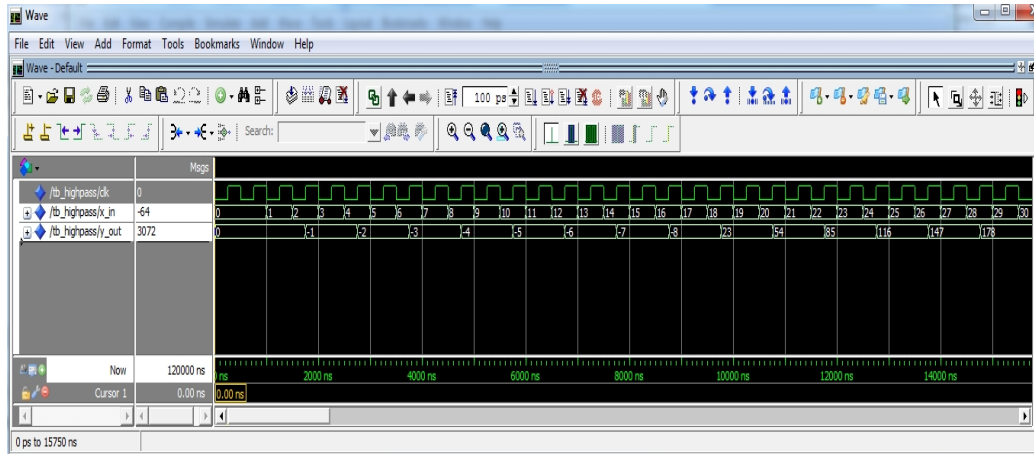 Wave
File Edit View Add Format Tools Bookmarks Window Help
Wave - Default
100 ps
Search:
Msgs
/tb_highpass/clk 0
/tb_highpass/x_in -64 0 1 2 3 4 5 6 7 8 9 10 11 12 13 14 15 16 17 18 19 20 21 22 23 24 25 26 27 28 29 30
/tb_highpass/y_out 3072 0 -1 -2 -3 -4 -5 -6 -7 -8 23 54 85 116 147 178
Now 120000 ns ns 2000 ns 4000 ns 6000 ns 8000 ns 10000 ns 12000 ns 14000 ns
Cursor 1 0.00 ns 0.00 ns
0 ps to 15750 ns